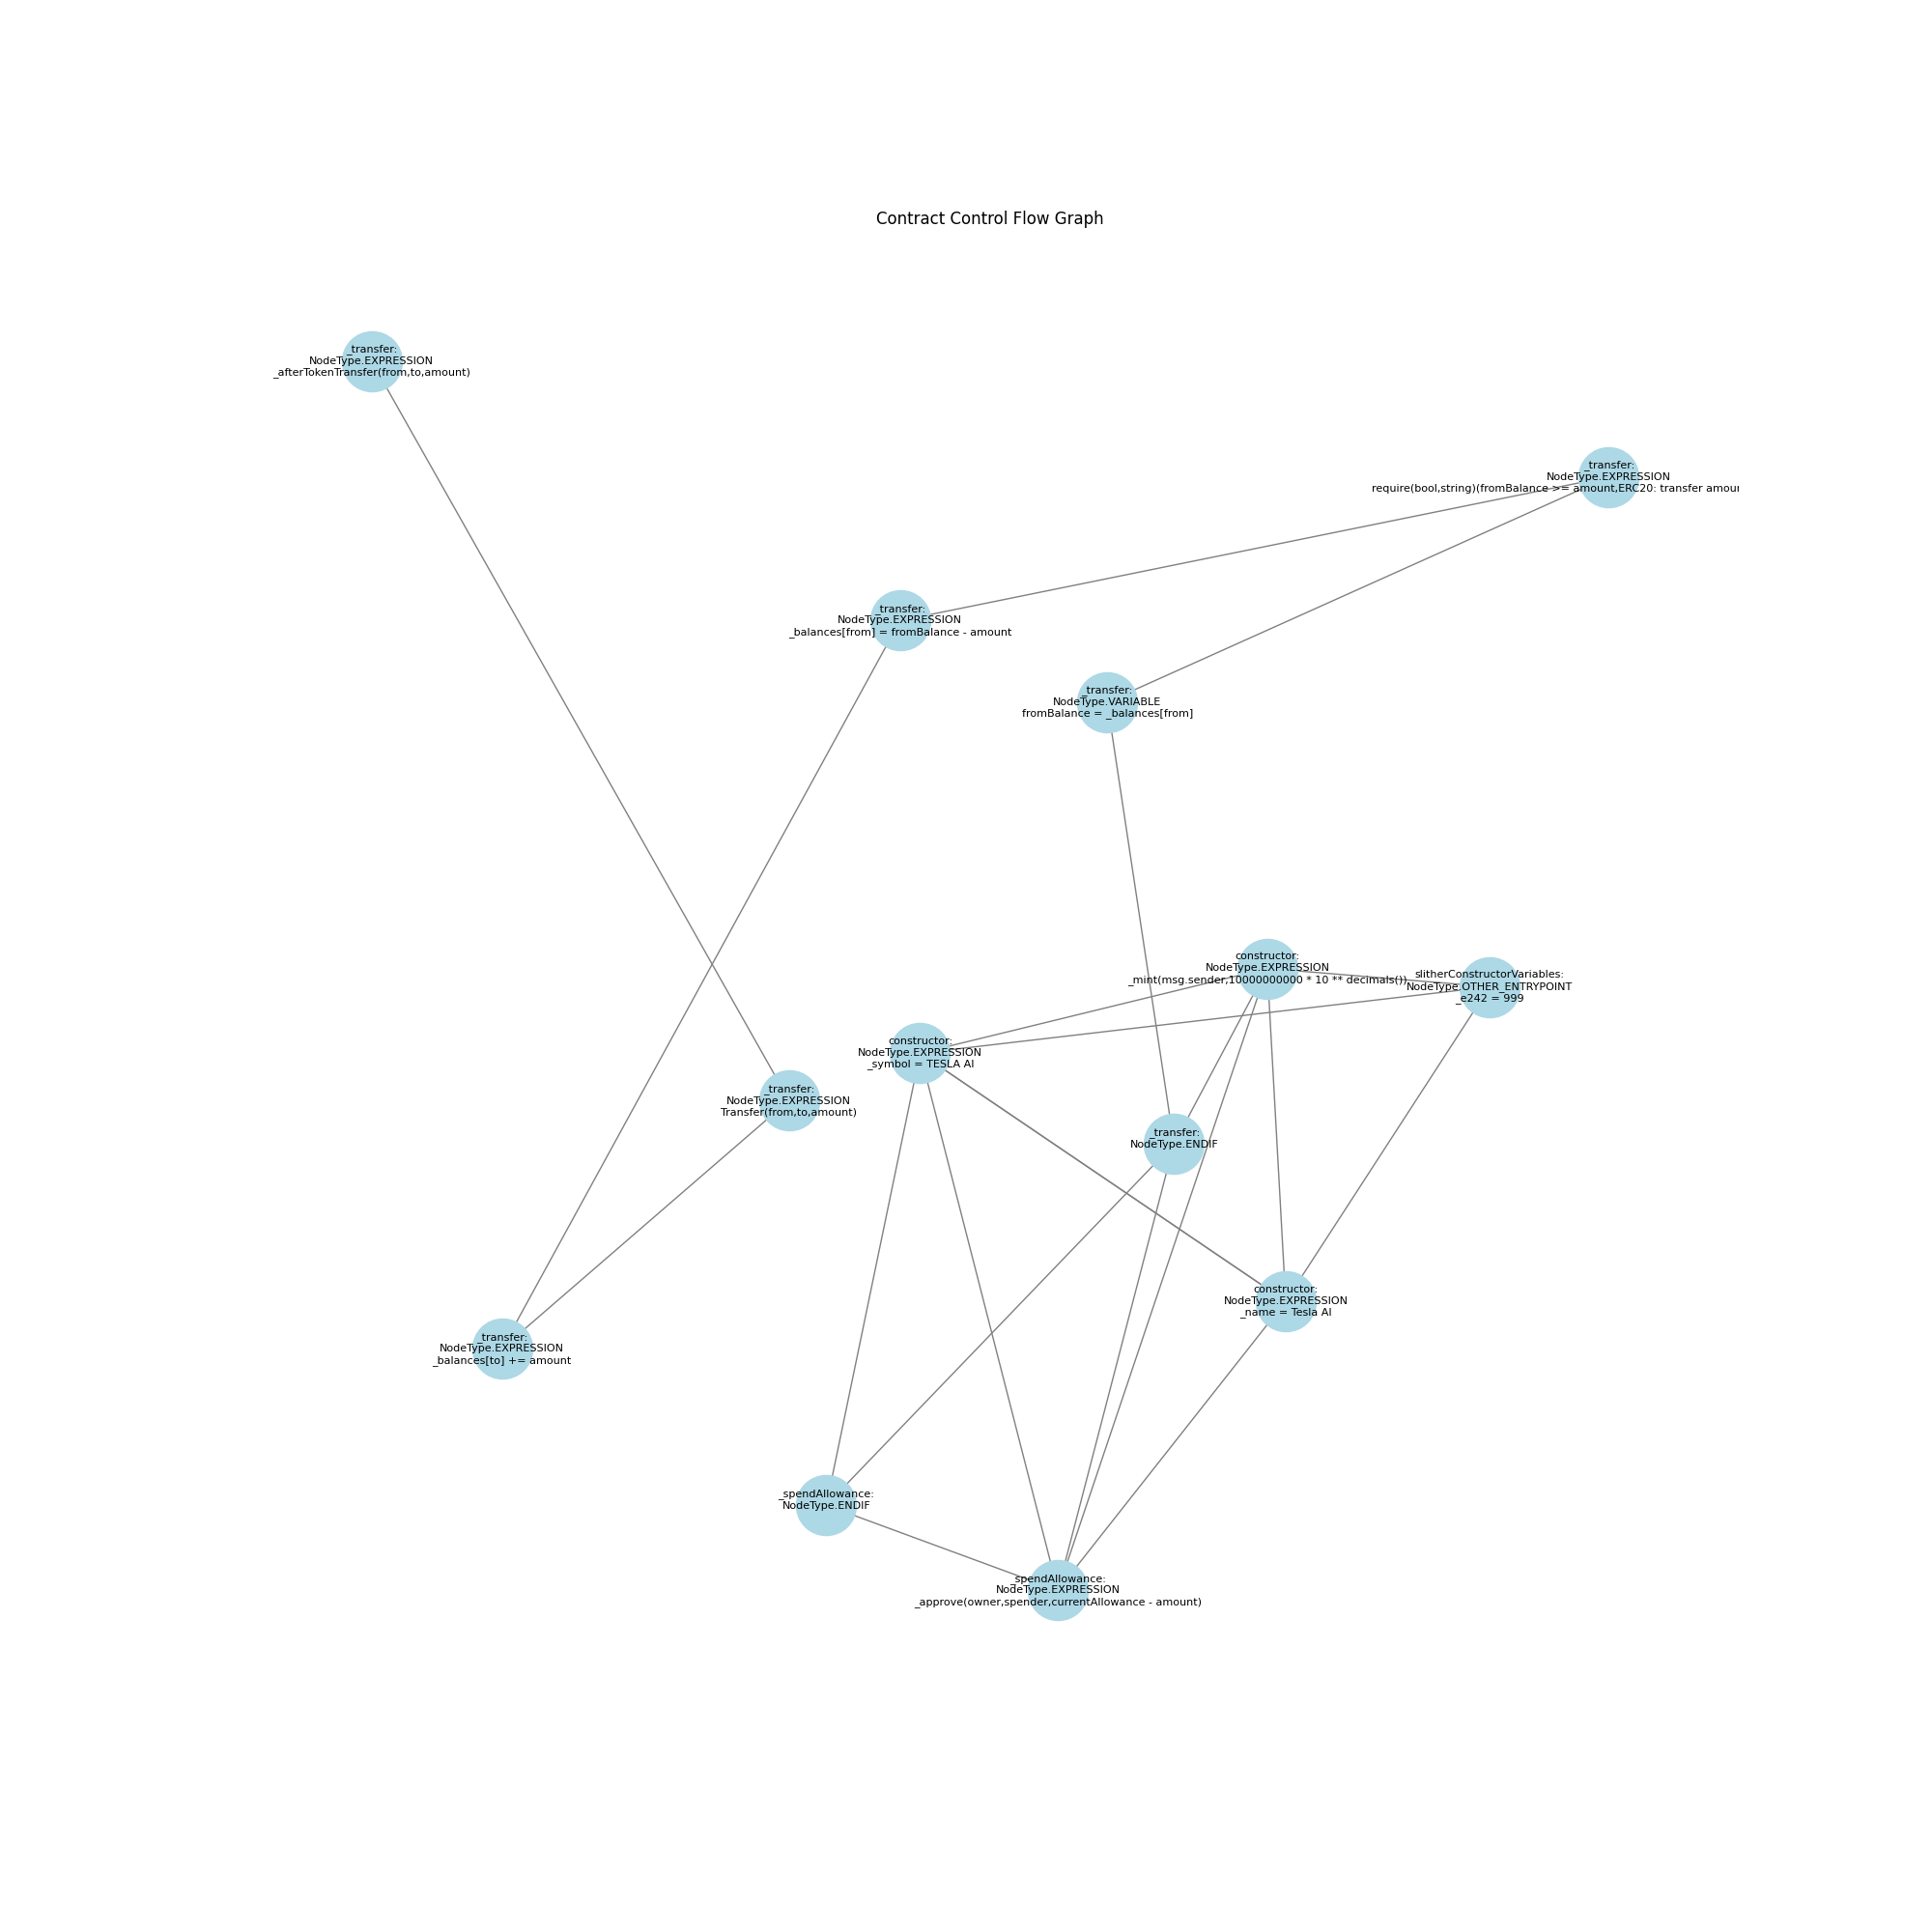 Contract Control Flow Graph
_transfer:
NodeType.EXPRESSION
_afterTokenTransfer(from,to,amount)
_transfer:
NodeType.EXPRESSION
require(bool,string)(fromBalance >= amount,ERC20: transfer amou
_transfer:
NodeType.EXPRESSION
_balances[from] = fromBalance - amount
_transfer:
NodeType.VARIABLE
fromBalance = _balances[from]
constructor:
NodeType.EXPRESSION
_mint(msg.sender,10000000000 * 10 ** decimals())
slitherConstructorVariables:
NodeType.OTHER_ENTRYPOINT
_e242 = 999
constructor:
NodeType.EXPRESSION
_symbol = TESLA AI
_transfer:
NodeType.EXPRESSION
Transfer(from,to,amount)
_transfer:
NodeType.ENDIF
constructor:
NodeType.EXPRESSION
_name = Tesla AI
_transfer:
NodeType.EXPRESSION
_balances[to] += amount
_spendAllowance:
NodeType.ENDIF
_spendAllowance:
NodeType.EXPRESSION
_approve(owner,spender,currentAllowance - amount)